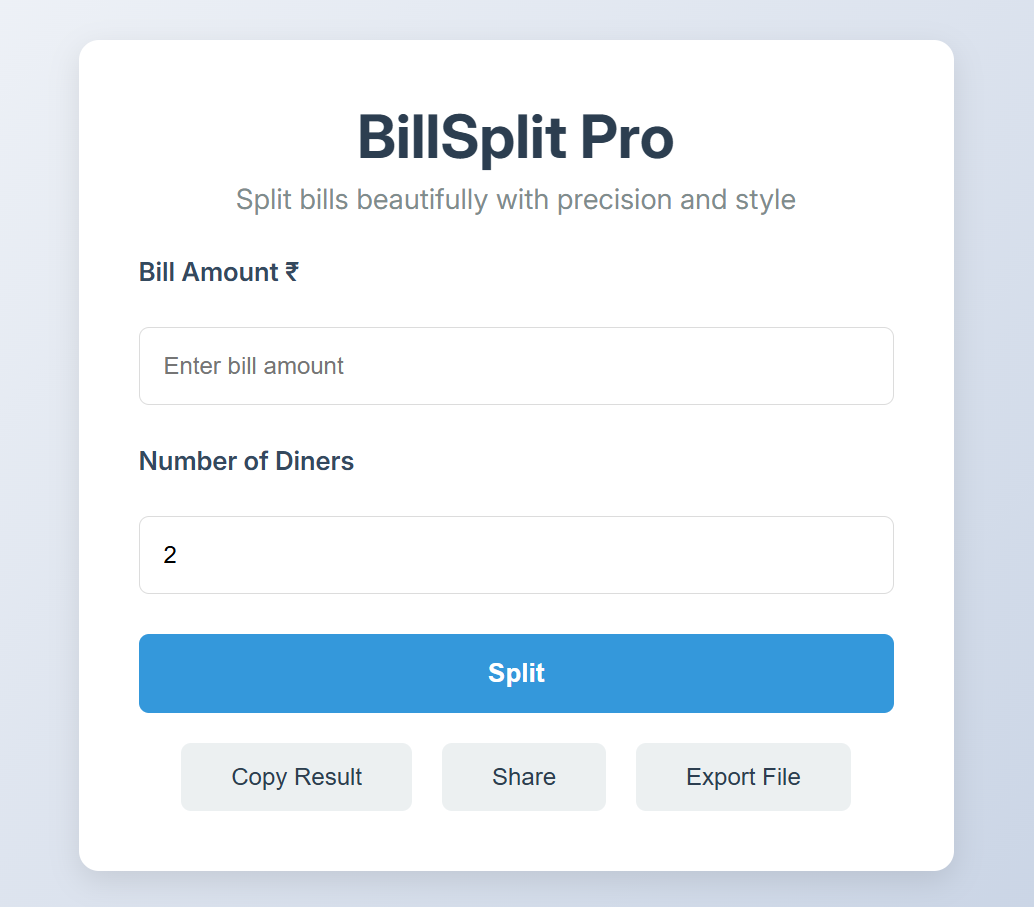 BillSplit Pro
Split bills beautifully with precision and style
Bill Amount ₹
Enter bill amount
Number of Diners
2
Split
Copy Result
Share
Export File